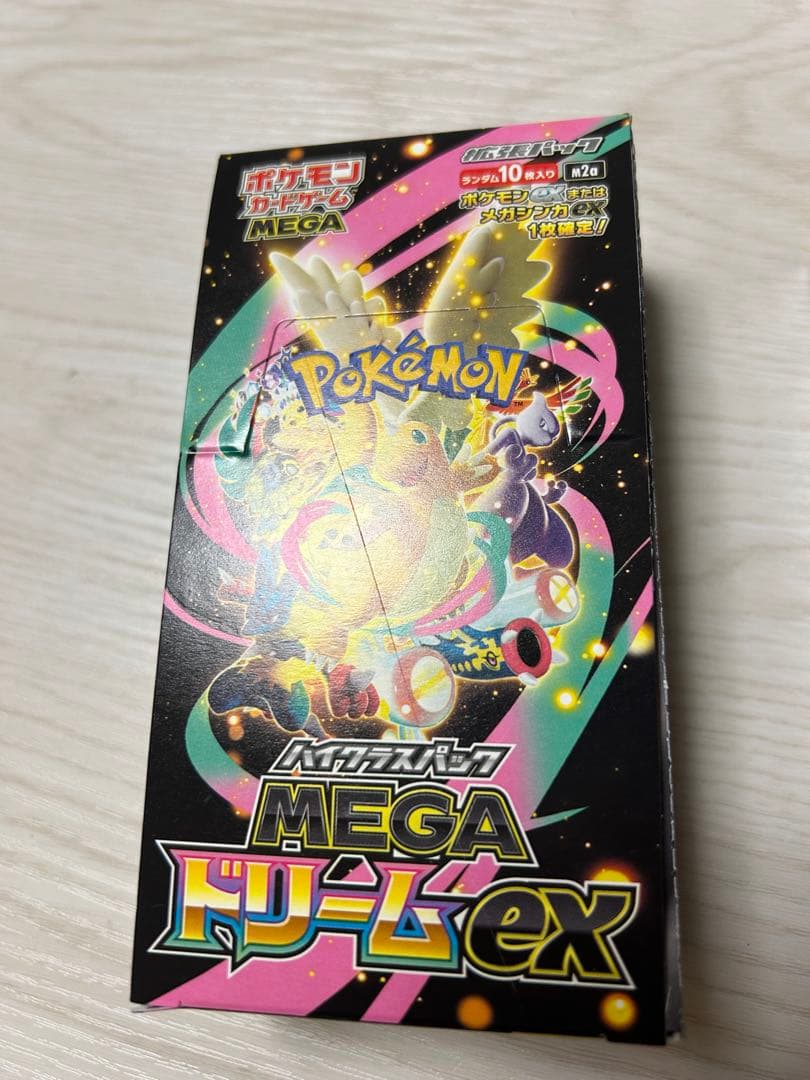 ポケモン
カードゲーム
MEGA
拡張パック
ランダム10枚入り M2a
ポケモンexまたは
メガシンカex
1枚確定!
POKéMON
TM
ハイクラスパック
MEGA
ドリームex